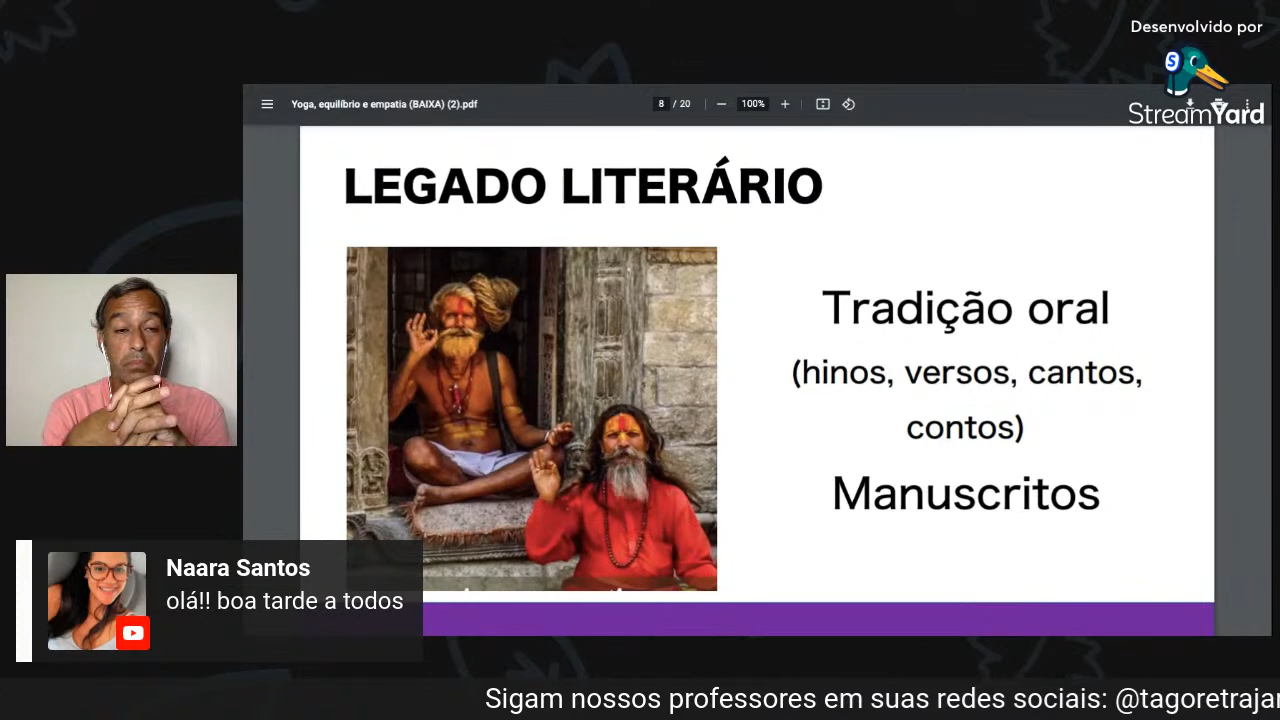 Desenvolvido por
StreamYard
Yoga, equilíbrio e empatia (BAIXA) (2).pdf
8 / 20
100%
LEGADO LITERÁRIO
Tradição oral
(hinos, versos, cantos,
contos)
Manuscritos
Naara Santos
olá!! boa tarde a todos
Sigam nossos professores em suas redes sociais: @tagoretrajan